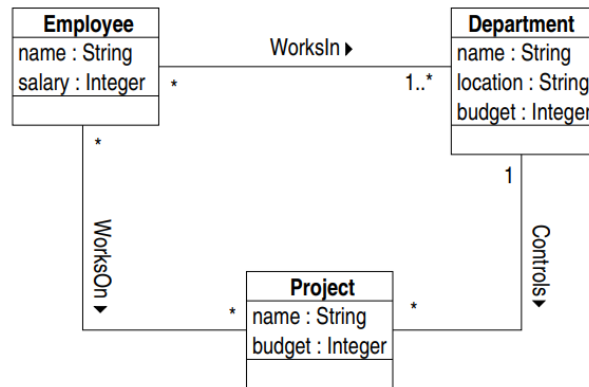 Employee
name : String
salary : Integer
WorksIn ▸
*
1..*
Department
name : String
location : String
budget : Integer
*
1
WorksOn ▸
Controls ▸
*
*
Project
name : String
budget : Integer